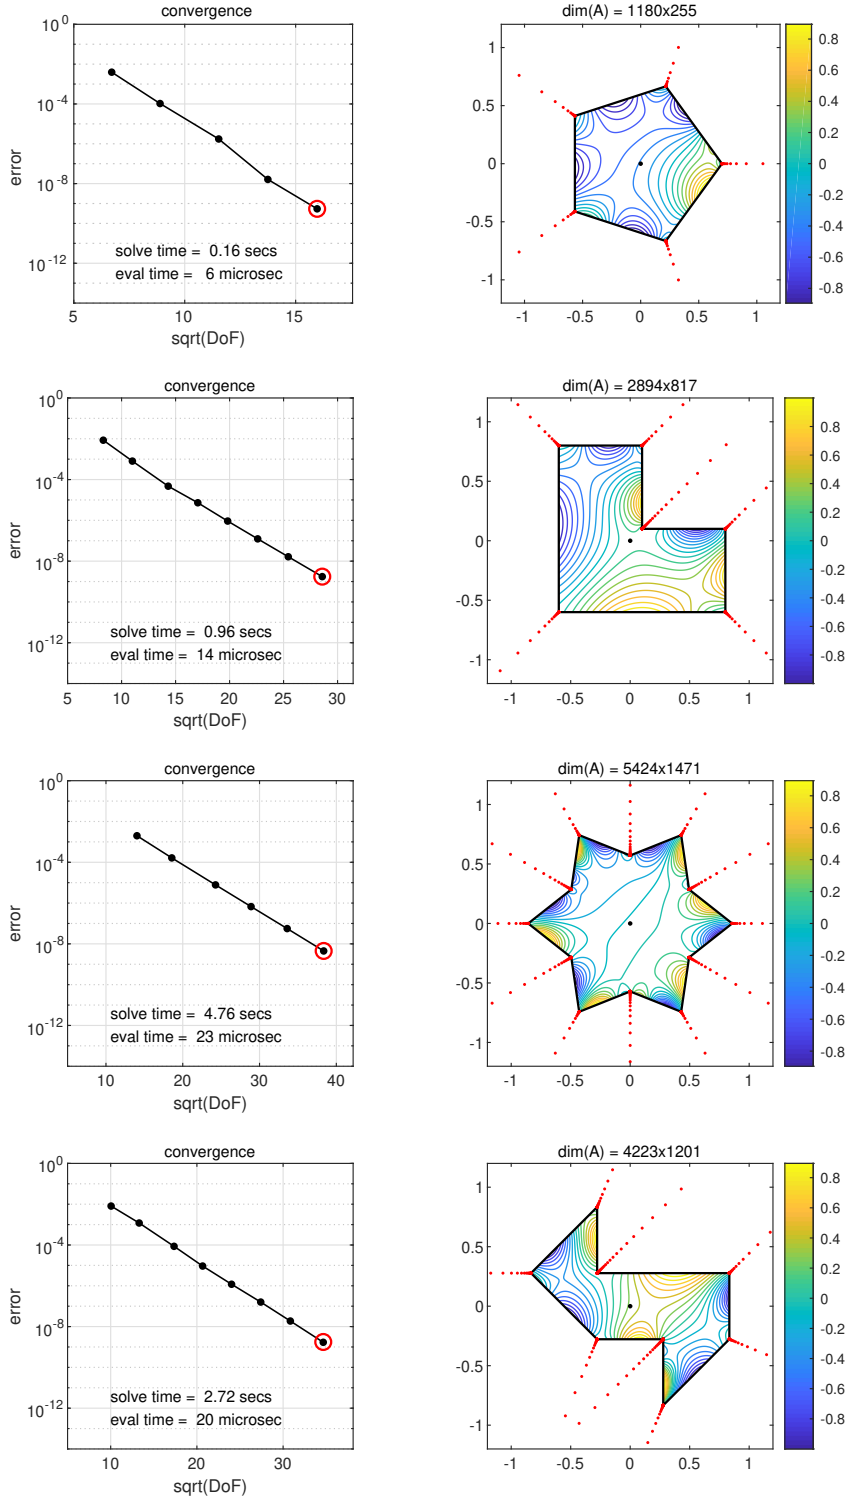 convergence
10^0
10^-4
10^-8
10^-12
error
solve time = 0.16 secs
eval time = 6 microsec
5 10 15
sqrt(DoF)
dim(A) = 1180x255
1
0.5
0
-0.5
-1
-1 -0.5 0 0.5 1
0.8
0.6
0.4
0.2
0
-0.2
-0.4
-0.6
-0.8
convergence
10^0
10^-4
10^-8
10^-12
error
solve time = 0.96 secs
eval time = 14 microsec
5 10 15 20 25 30
sqrt(DoF)
dim(A) = 2894x817
1
0.5
0
-0.5
-1
-1 -0.5 0 0.5 1
0.8
0.6
0.4
0.2
0
-0.2
-0.4
-0.6
-0.8
convergence
10^0
10^-4
10^-8
10^-12
error
solve time = 4.76 secs
eval time = 23 microsec
10 20 30 40
sqrt(DoF)
dim(A) = 5424x1471
1
0.5
0
-0.5
-1
-1 -0.5 0 0.5 1
0.8
0.6
0.4
0.2
0
-0.2
-0.4
-0.6
-0.8
convergence
10^0
10^-4
10^-8
10^-12
error
solve time = 2.72 secs
eval time = 20 microsec
10 20 30
sqrt(DoF)
dim(A) = 4223x1201
1
0.5
0
-0.5
-1
-1 -0.5 0 0.5 1
0.8
0.6
0.4
0.2
0
-0.2
-0.4
-0.6
-0.8